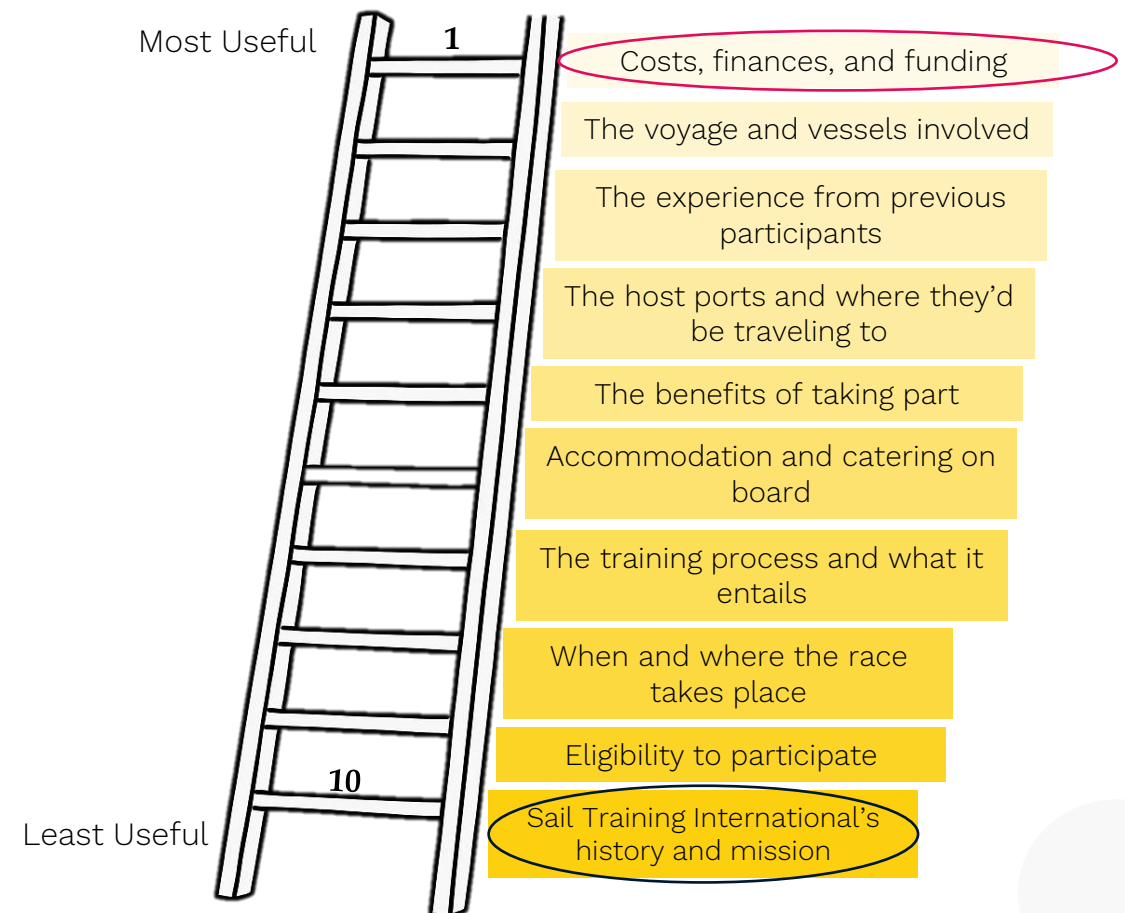 Most Useful
1
Costs, finances, and funding
The voyage and vessels involved
The experience from previous
participants
The host ports and where they’d
be traveling to
The benefits of taking part
Accommodation and catering on
board
The training process and what it
entails
When and where the race
takes place
Eligibility to participate
10
Least Useful
Sail Training International’s
history and mission